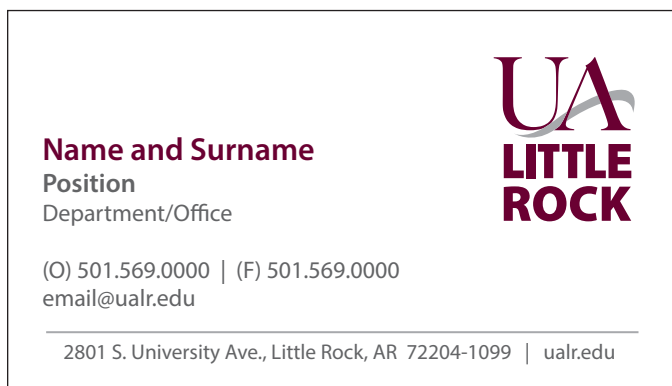 UA
LITTLE
ROCK
Name and Surname
Position
Department/Office
(O) 501.569.0000 | (F) 501.569.0000
email@ualr.edu
2801 S. University Ave., Little Rock, AR 72204-1099 | ualr.edu